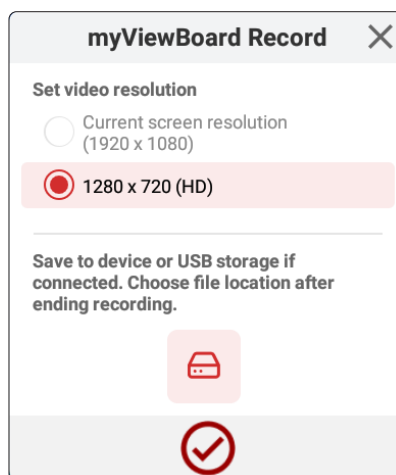 myViewBoard Record
Set video resolution
Current screen resolution
(1920 x 1080)
1280 x 720 (HD)
Save to device or USB storage if
connected. Choose file location after
ending recording.